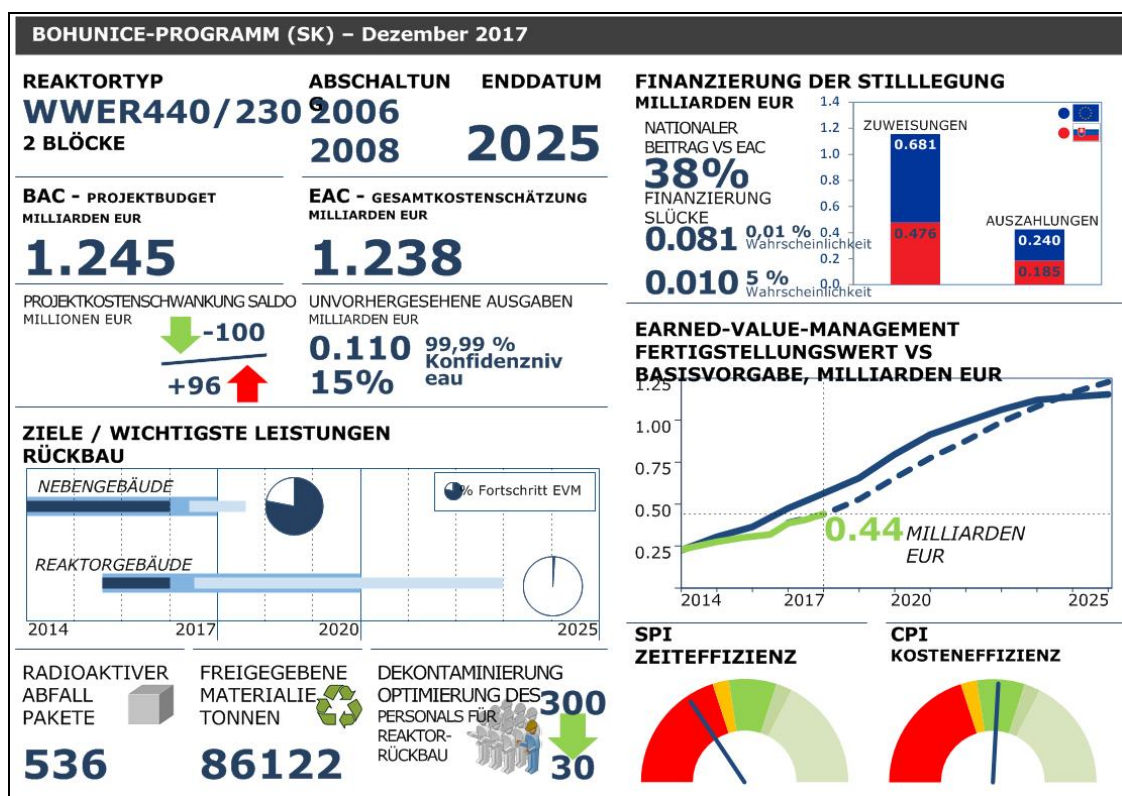 BOHUNICE-PROGRAMM (SK) – Dezember 2017
REAKTORTYP
WWER440/230
2 BLÖCKE
ABSCHALTUN
G
2006
2008
ENDDATUM
2025
BAC - PROJEKTBUDGET
MILLIARDEN EUR
1.245
EAC - GESAMTKOSTENSCHÄTZUNG
MILLIARDEN EUR
1.238
PROJEKTKOSTENSCHWANKUNG SALDO
MILLIONEN EUR
-100
+96
UNVORHERGESEHENE AUSGABEN
MILLIARDEN EUR
0.110
15%
99,99 %
Konfidenzniv
eau
ZIELE / WICHTIGSTE LEISTUNGEN
RÜCKBAU
NEBENGEBÄUDE
% Fortschritt EVM
REAKTORGEBÄUDE
2014
2017
2020
2025
RADIOAKTIVER
ABFALL
PAKETE
536
FREIGEGEBENE
MATERIALIE
TONNEN
86122
DEKONTAMINIERUNG
OPTIMIERUNG DES
PERSONALS FÜR
REAKTOR-
RÜCKBAU
300
30
FINANZIERUNG DER STILLLEGUNG
MILLIARDEN EUR
NATIONALER
BEITRAG VS EAC
38%
FINANZIERUNG
SLÜCKE
0.081 0,01 %
Wahrscheinlichkeit
0.010 5 %
Wahrscheinlichkeit
1.4
1.2
1.0
0.8
0.6
0.4
0.2
0.0
ZUWEISUNGEN
0.681
0.476
AUSZAHLUNGEN
0.240
0.185
EARNED-VALUE-MANAGEMENT
FERTIGSTELLUNGSWERT VS
BASISVORGABE, MILLIARDEN EUR
1.25
1.00
0.75
0.50
0.25
0.44 MILLIARDEN
EUR
2014
2017
2020
2025
SPI
ZEITEFFIZIENZ
CPI
KOSTENEFFIZIENZ